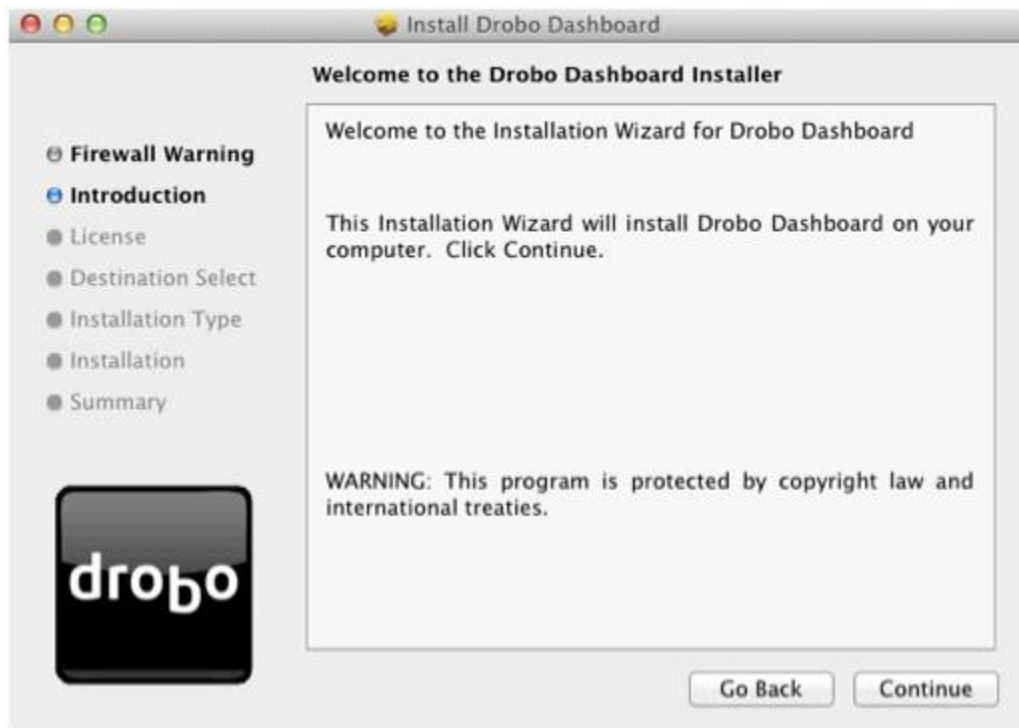 Install Drobo Dashboard
Welcome to the Drobo Dashboard Installer
Firewall Warning
Introduction
License
Destination Select
Installation Type
Installation
Summary
Welcome to the Installation Wizard for Drobo Dashboard
This Installation Wizard will install Drobo Dashboard on your
computer. Click Continue.
WARNING: This program is protected by copyright law and
international treaties.
drobo
Go Back
Continue